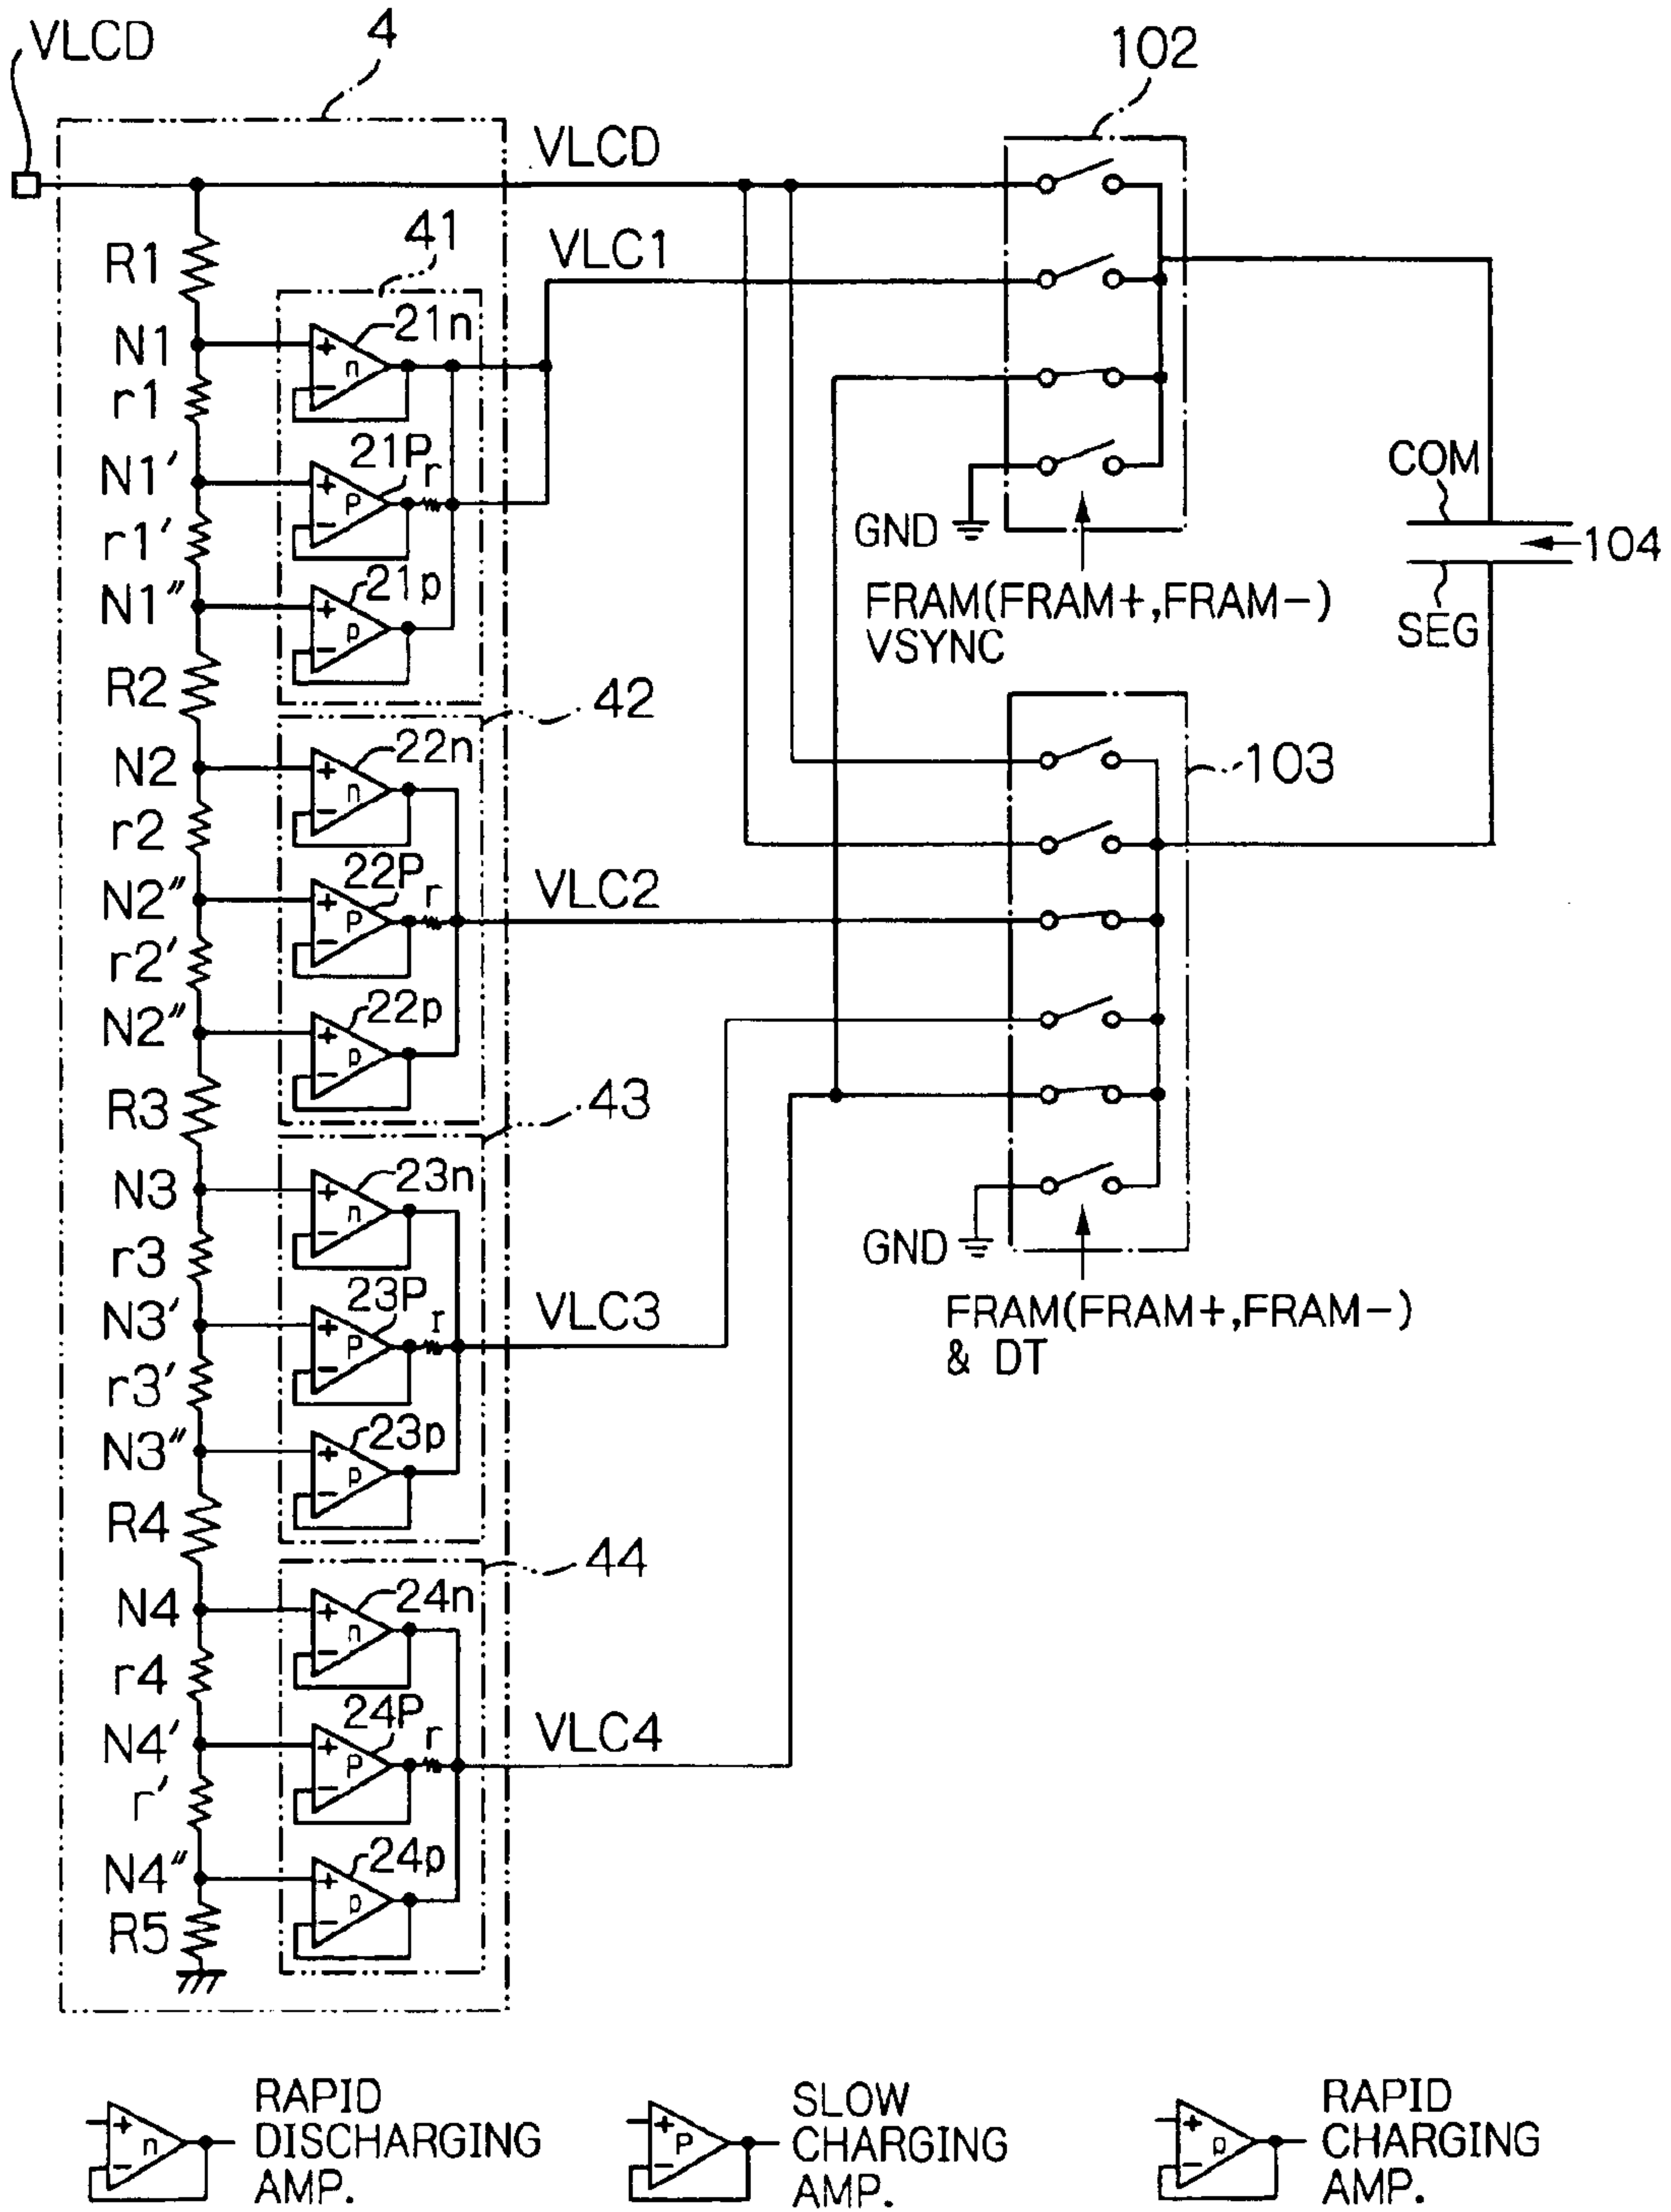 VLCD
4
102
VLCD
41
VLC1
R1
21n
N1
+
n
−
r1
21P
r
N1′
+
P
−
COM
GND
104
r1′
21p
N1″
+
p
−
FRAM(FRAM+,FRAM−)
VSYNC
SEG
R2
42
22n
N2
+
n
−
103
r2
22P
r
VLC2
N2″
+
P
−
r2′
22p
N2″
+
p
−
R3
43
23n
N3
+
n
−
r3
GND
23P
r
VLC3
FRAM(FRAM+,FRAM−)
& DT
N3′
+
P
−
r3′
23p
N3″
+
p
−
R4
44
24n
N4
+
n
−
r4
24P
r
VLC4
N4′
+
P
−
r′
24p
N4″
+
p
−
R5
+
n
−
RAPID
DISCHARGING
AMP.
+
P
−
SLOW
CHARGING
AMP.
+
p
−
RAPID
CHARGING
AMP.